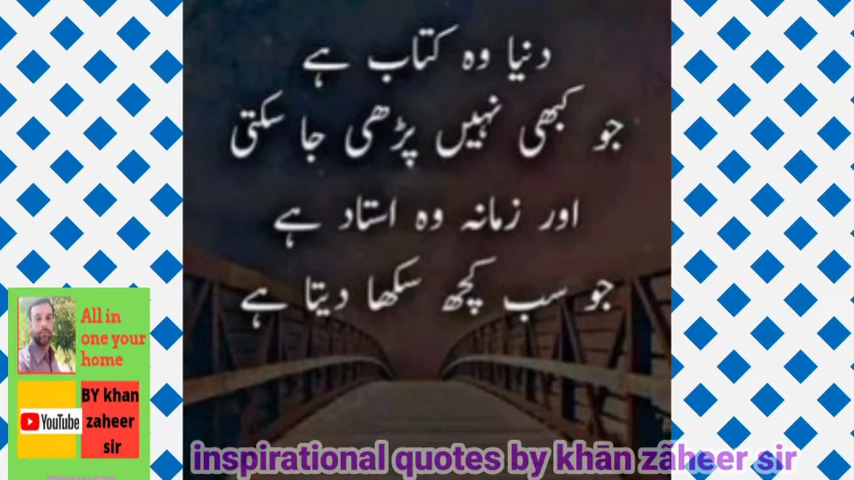 دنیا وہ کتاب ہے
جو کبھی نہیں پڑھی جا سکتی
اور زمانہ وہ استاد ہے
جو سب کچھ سکھا دیتا ہے
All in
one your
home
YouTube
BY khan
zaheer
sir
inspirational quotes by khān zãheer sir